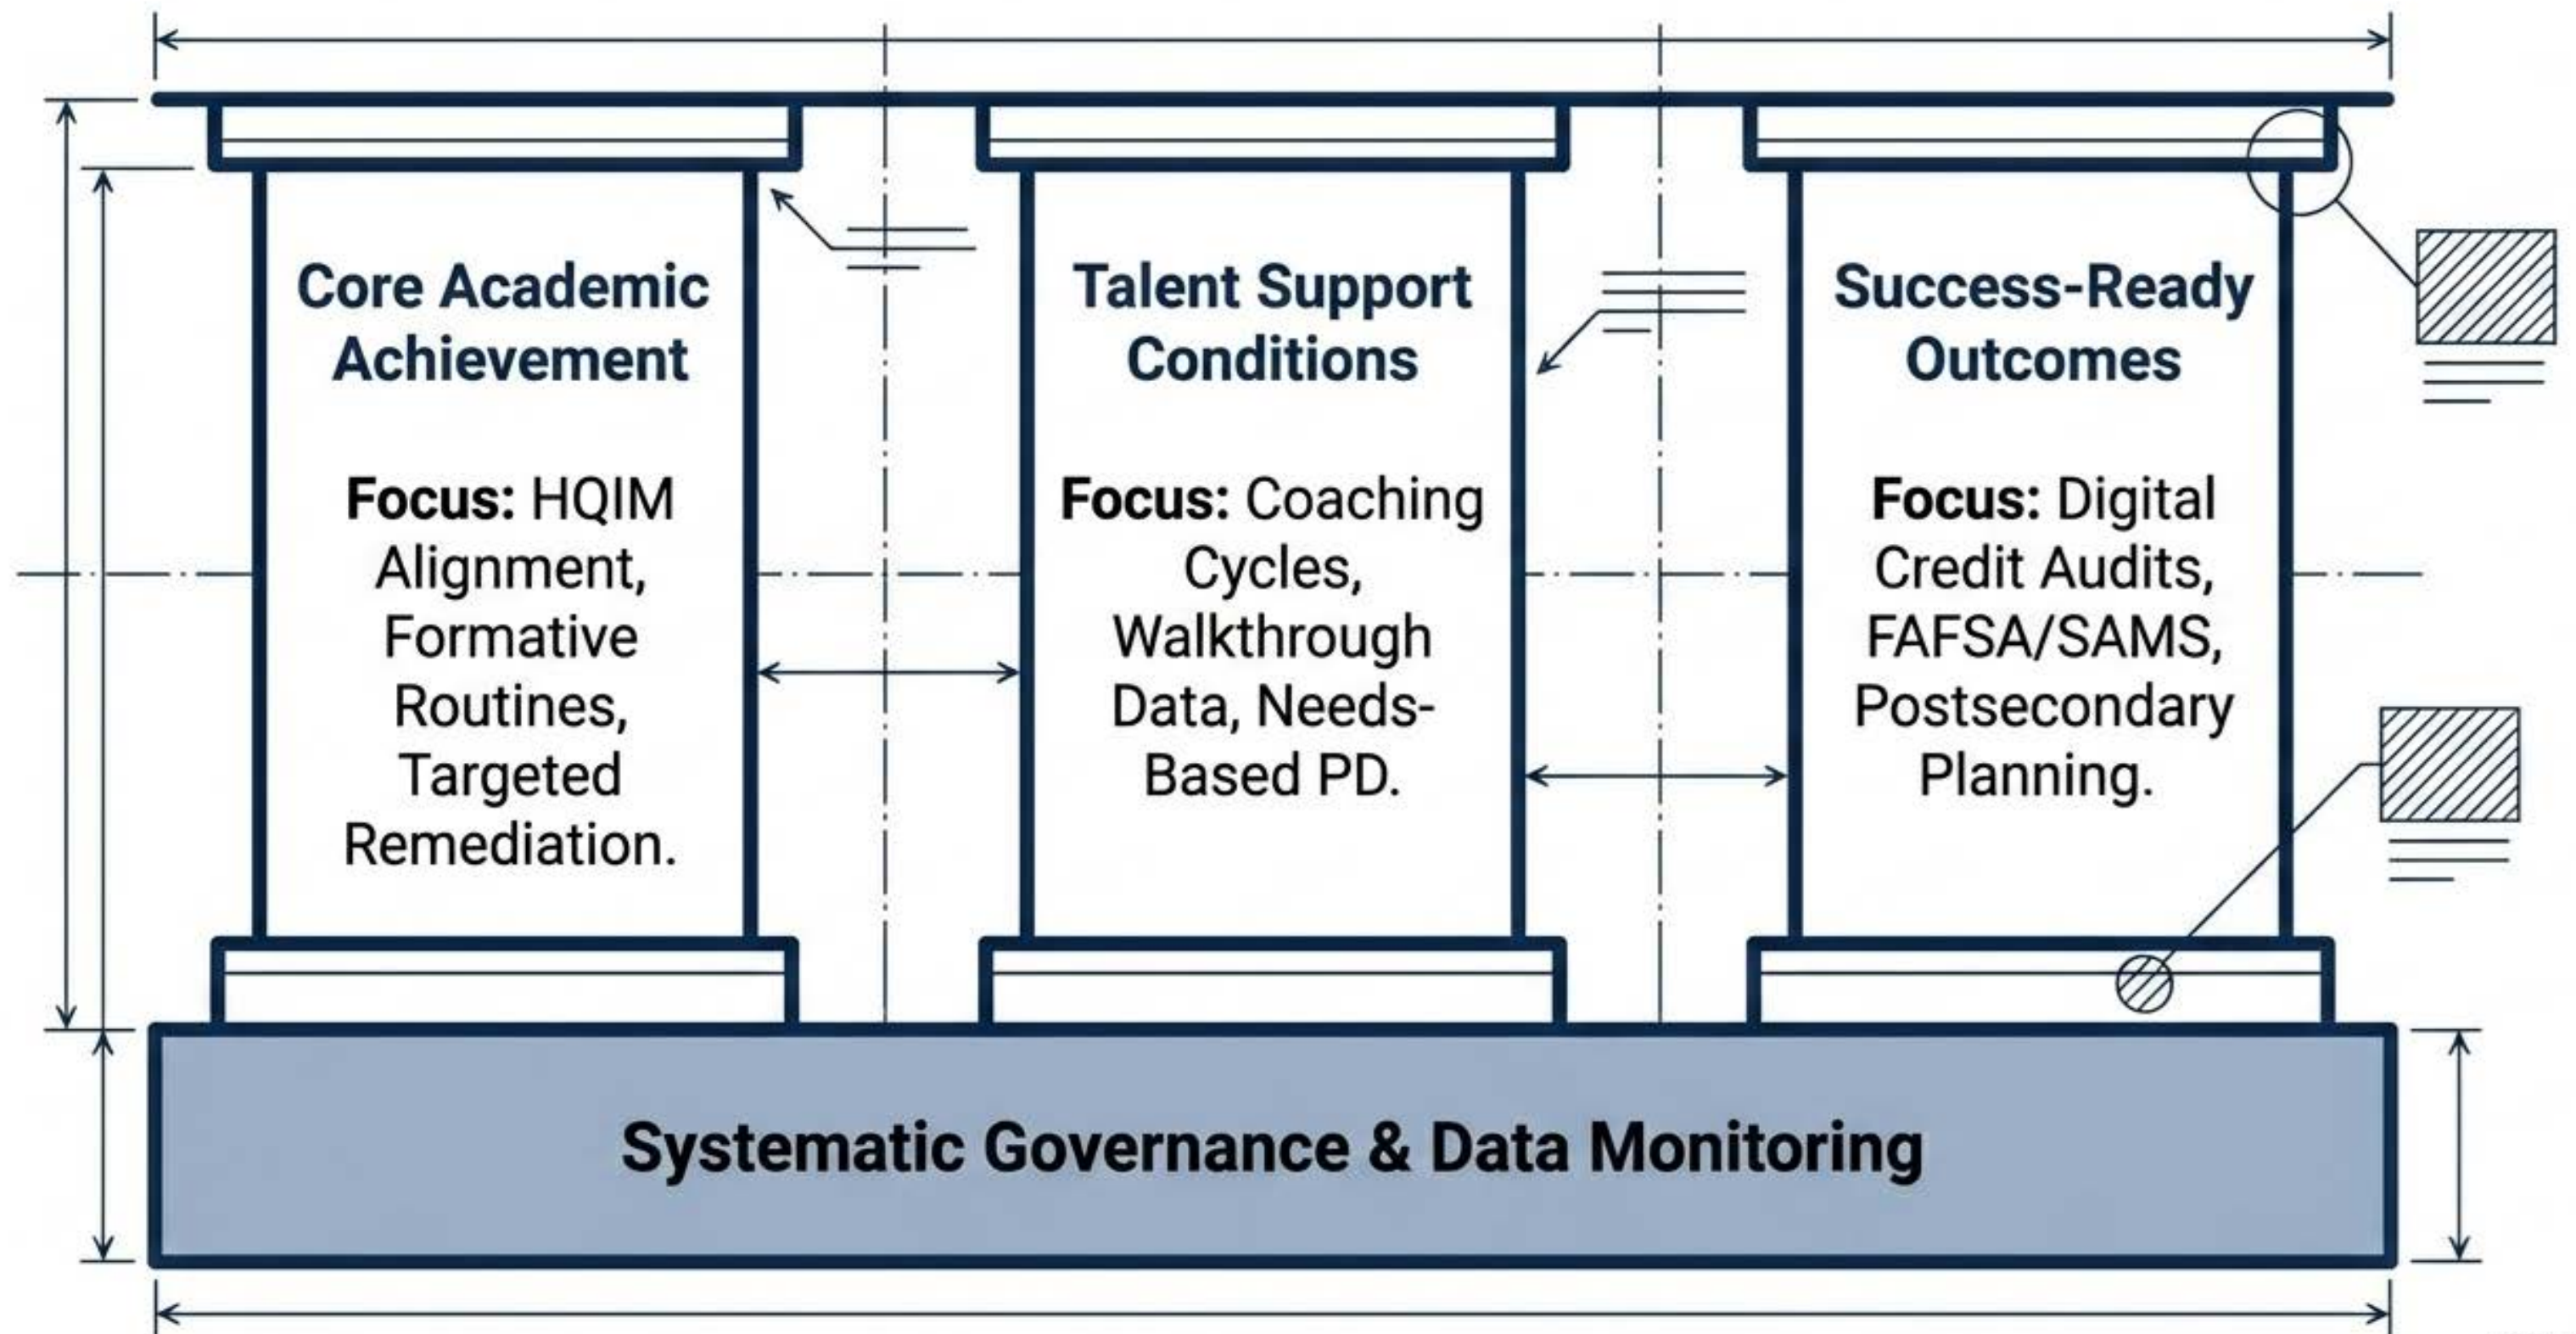 Core Academic
Achievement
Focus: HQIM
Alignment,
Formative
Routines,
Targeted
Remediation.
Talent Support
Conditions
Focus: Coaching
Cycles,
Walkthrough
Data, Needs-
Based PD.
Success-Ready
Outcomes
Focus: Digital
Credit Audits,
FAFSA/SAMS,
Postsecondary
Planning.
Systematic Governance & Data Monitoring